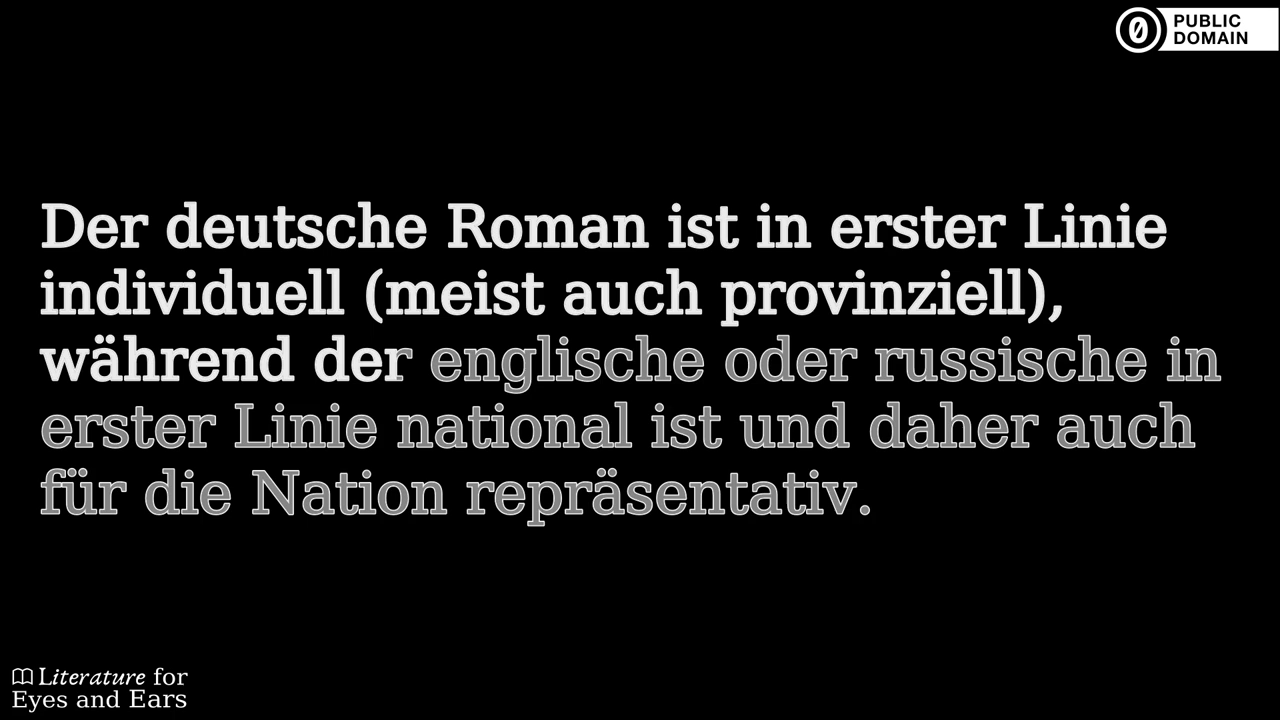 PUBLIC
DOMAIN
Der deutsche Roman ist in erster Linie
individuell (meist auch provinziell),
während der englische oder russische in
erster Linie national ist und daher auch
für die Nation repräsentativ.
Literature for
Eyes and Ears